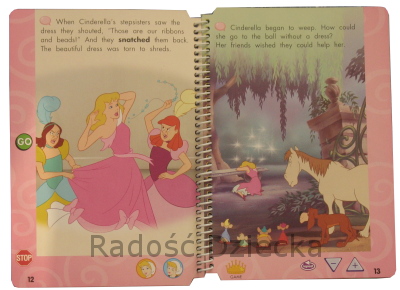 When Cinderella's stepsisters saw the
dress they shouted, "Those are our ribbons
and beads!" And they snatched them back.
The beautiful dress was torn to shreds.
GO
STOP
12
Cinderella began to weep. How could
she go to the ball without a dress?
Her friends wished they could help her.
13
Radość Dziecka